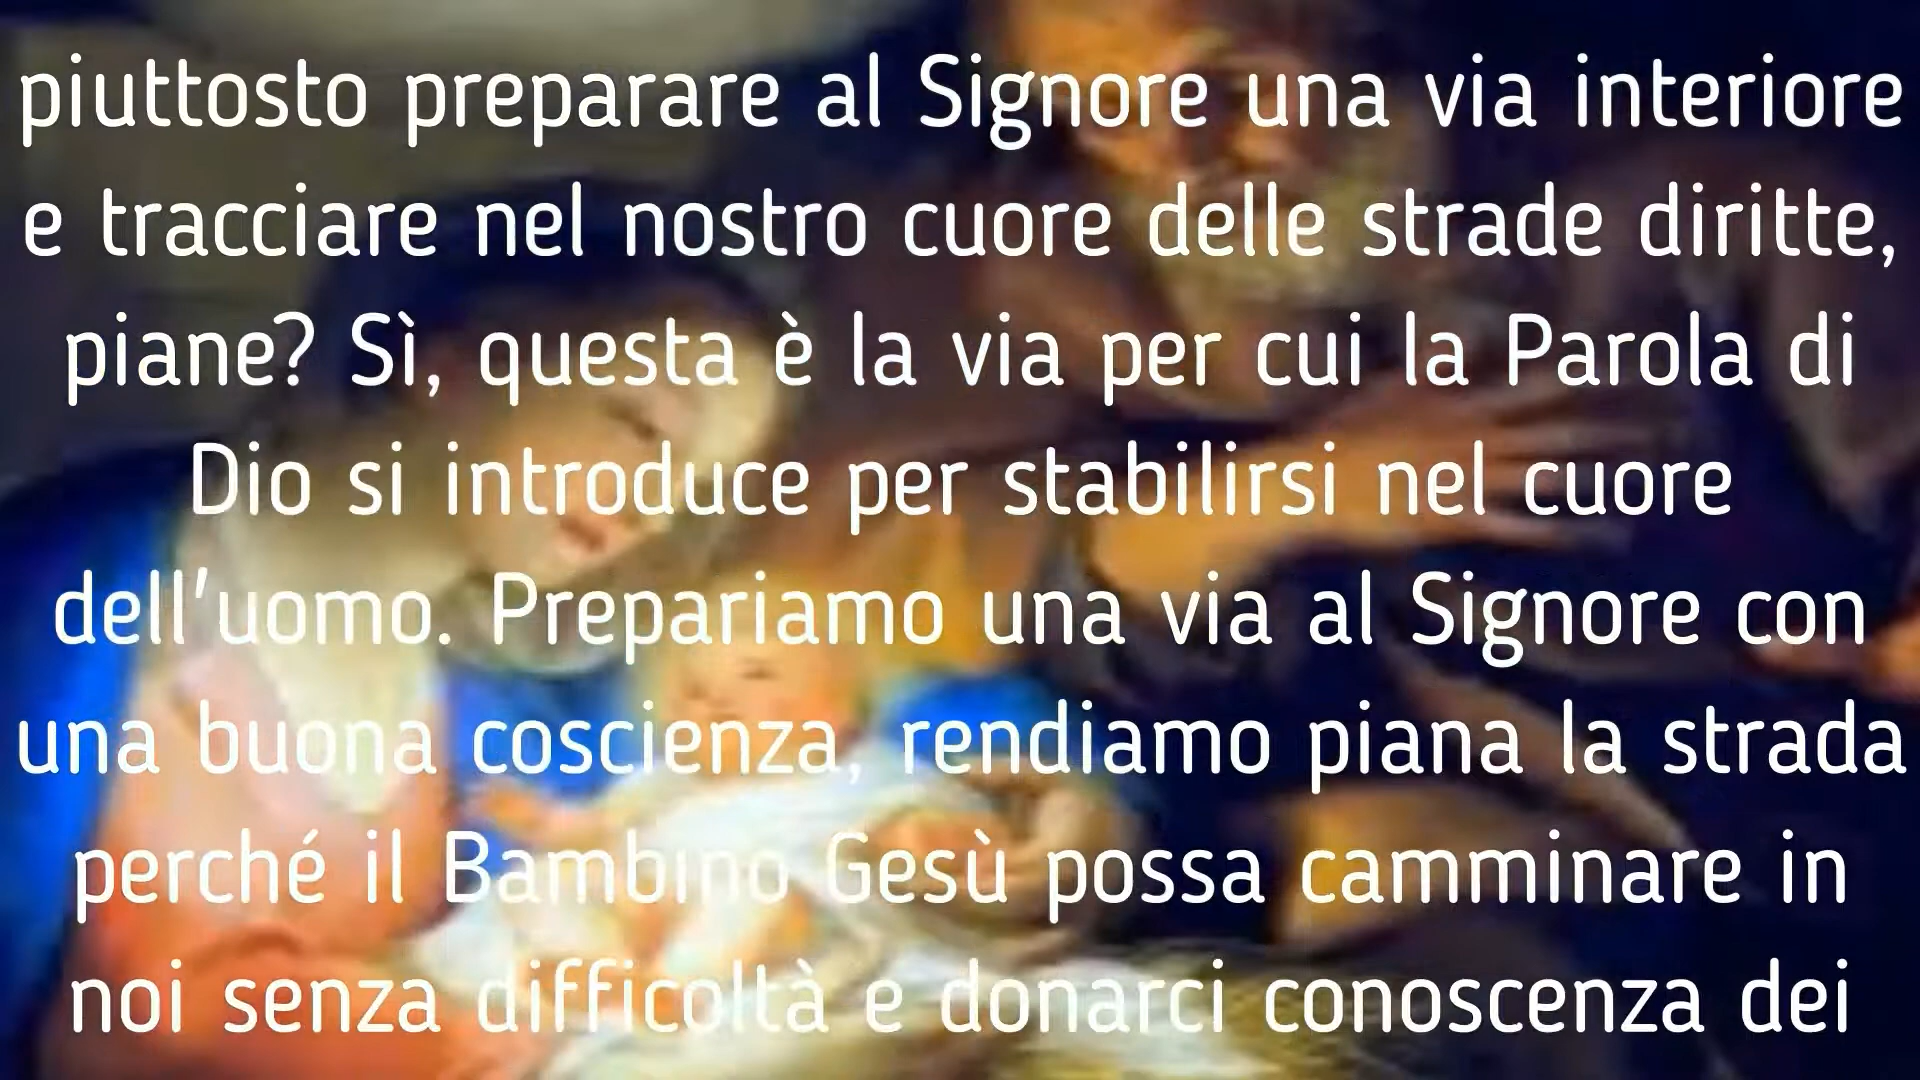 piuttosto preparare al Signore una via interiore
e tracciare nel nostro cuore delle strade diritte,
piane? Sì, questa è la via per cui la Parola di
Dio si introduce per stabilirsi nel cuore
dell'uomo. Prepariamo una via al Signore con
una buona coscienza, rendiamo piana la strada
perché il Bambino Gesù possa camminare in
noi senza difficoltà e donarci conoscenza dei